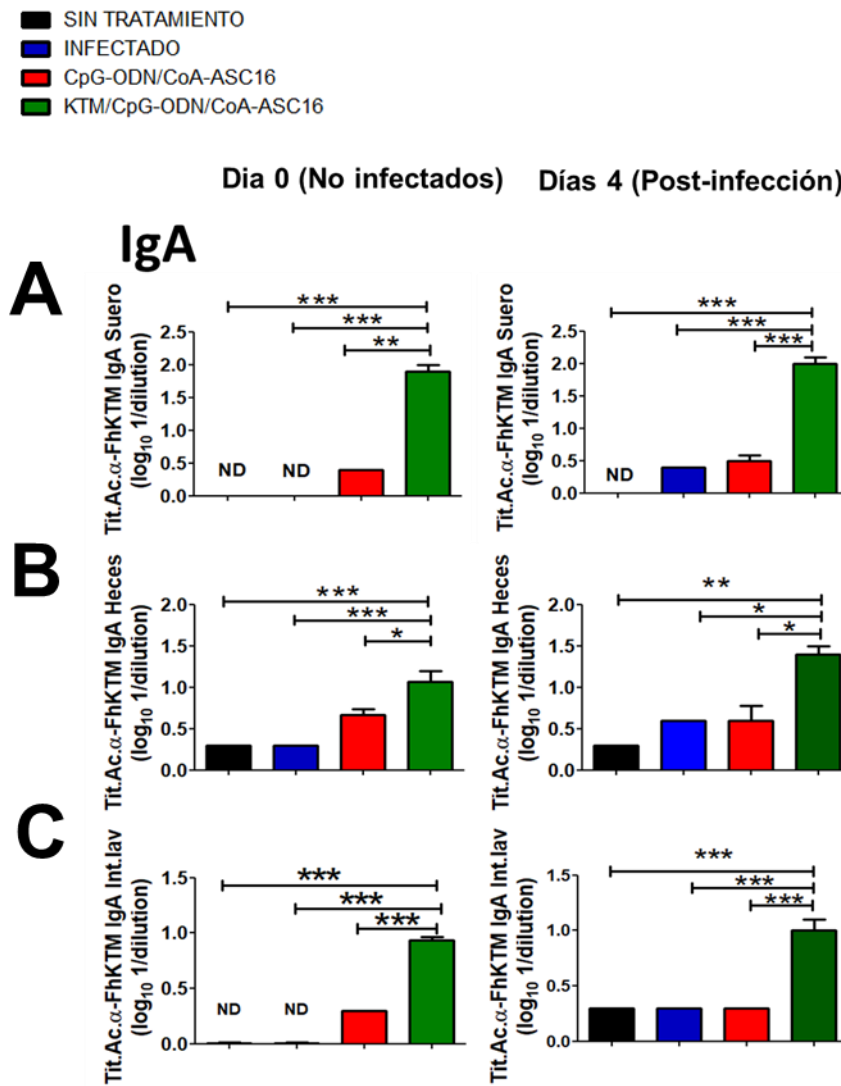 SIN TRATAMIENTO
INFECTADO
CpG-ODN/CoA-ASC16
KTM/CpG-ODN/CoA-ASC16
Dia 0 (No infectados)
Días 4 (Post-infección)
IgA
A
Tit.Ac.α-FhKTM IgA Suero
(log₁₀ 1/dilution)
2.5
2.0
1.5
1.0
0.5
0.0
ND
ND
***
***
**
Tit.Ac.α-FhKTM IgA Suero
(log₁₀ 1/dilution)
2.5
2.0
1.5
1.0
0.5
0.0
ND
***
***
***
B
Tit.Ac.α-FhKTM IgA Heces
(log₁₀ 1/dilution)
2.0
1.5
1.0
0.5
0.0
***
***
*
Tit.Ac.α-FhKTM IgA Heces
(log₁₀ 1/dilution)
2.0
1.5
1.0
0.5
0.0
**
*
*
C
Tit.Ac.α-FhKTM IgA Int.lav
(log₁₀ 1/dilution)
1.5
1.0
0.5
0.0
ND
ND
***
***
***
Tit.Ac.α-FhKTM IgA Int.lav
(log₁₀ 1/dilution)
1.5
1.0
0.5
0.0
***
***
***